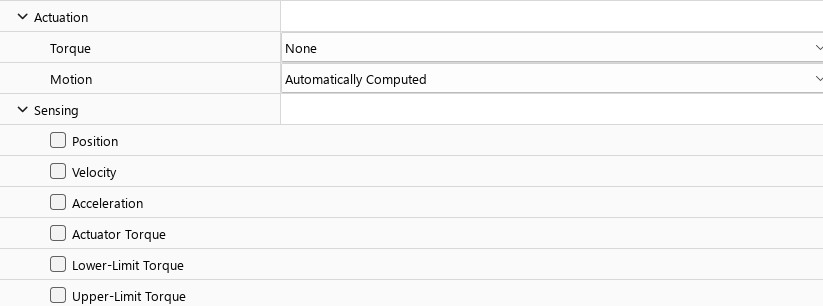 Actuation
Torque None
Motion Automatically Computed
Sensing
Position
Velocity
Acceleration
Actuator Torque
Lower-Limit Torque
Upper-Limit Torque